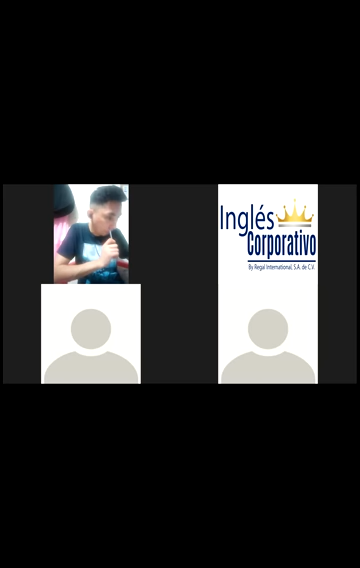 Inglés
Corporativo
By Regal International, S.A. de C.V.